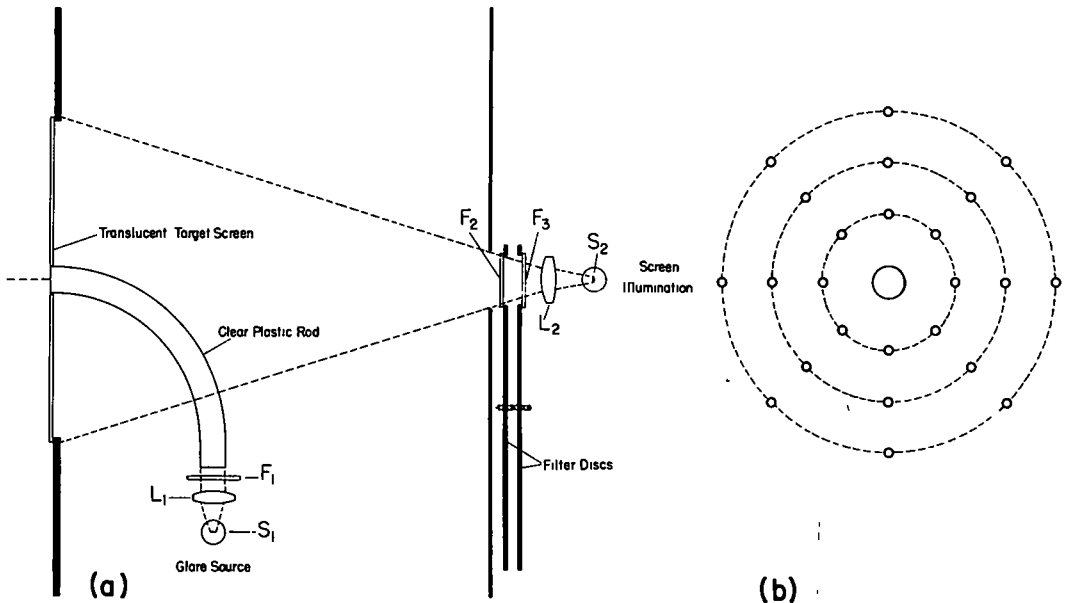 Translucent Target Screen
Clear Plastic Rod
F₁
L₁
S₁
Glare Source
(a)
F₂
F₃
S₂
L₂
Screen
Illumination
Filter Discs
(b)